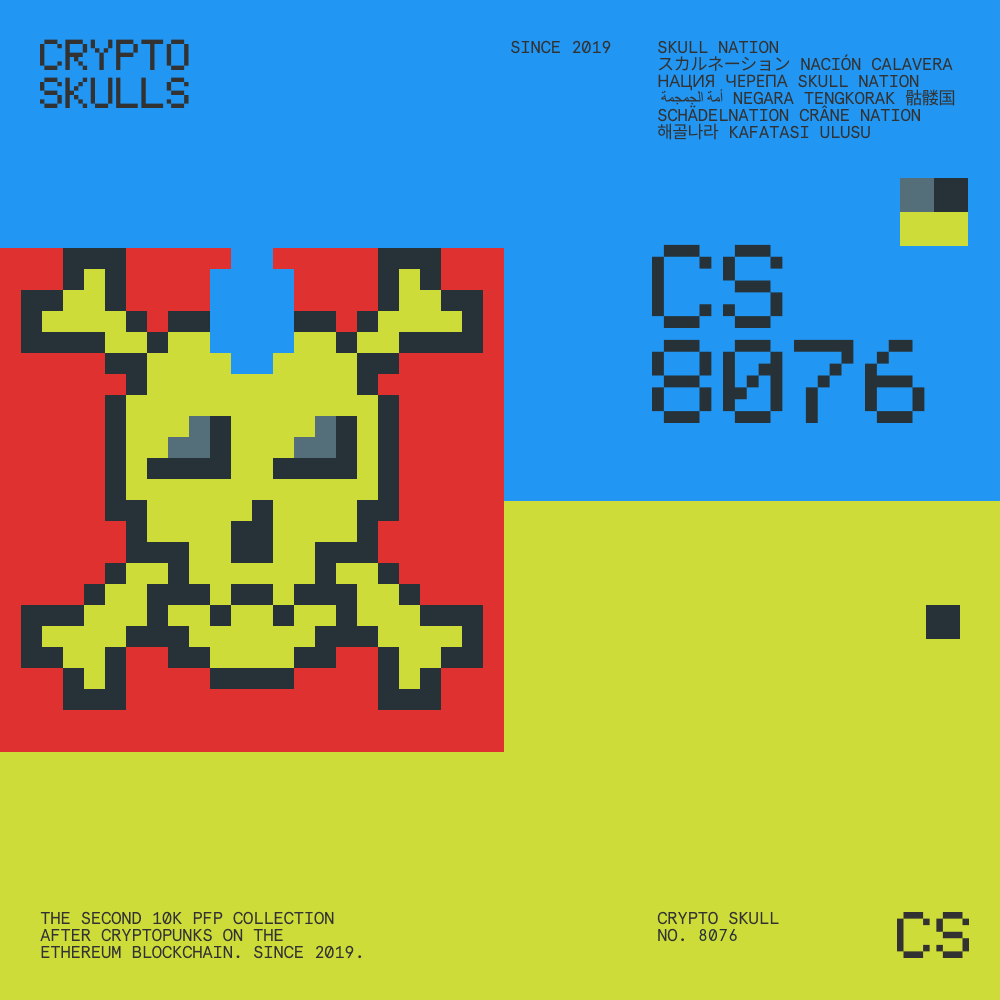 CRYPTO
SKULLS
SINCE 2019
SKULL NATION
スカルネーション NACIÓN CALAVERA
НАЦИЯ ЧЕРЕПА SKULL NATION
أمة الجمجمة NEGARA TENGKORAK 骷髅国
SCHÄDELNATION CRÂNE NATION
해골나라 KAFATASI ULUSU
CS
8076
THE SECOND 10K PFP COLLECTION
AFTER CRYPTOPUNKS ON THE
ETHEREUM BLOCKCHAIN. SINCE 2019.
CRYPTO SKULL
NO. 8076
CS